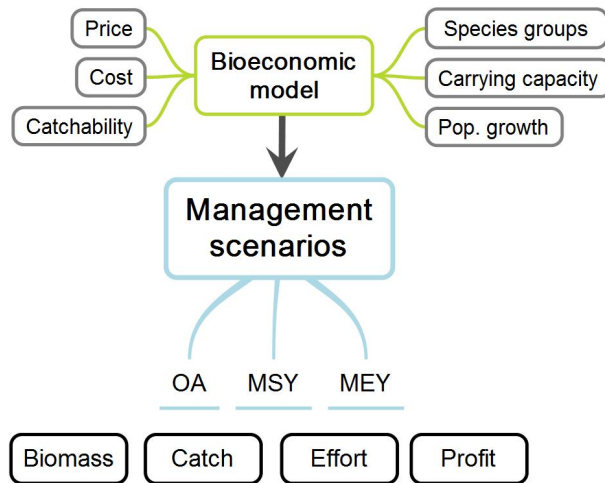 Price
Cost
Catchability
Bioeconomic
model
Species groups
Carrying capacity
Pop. growth
Management
scenarios
OA MSY MEY
Biomass Catch Effort Profit